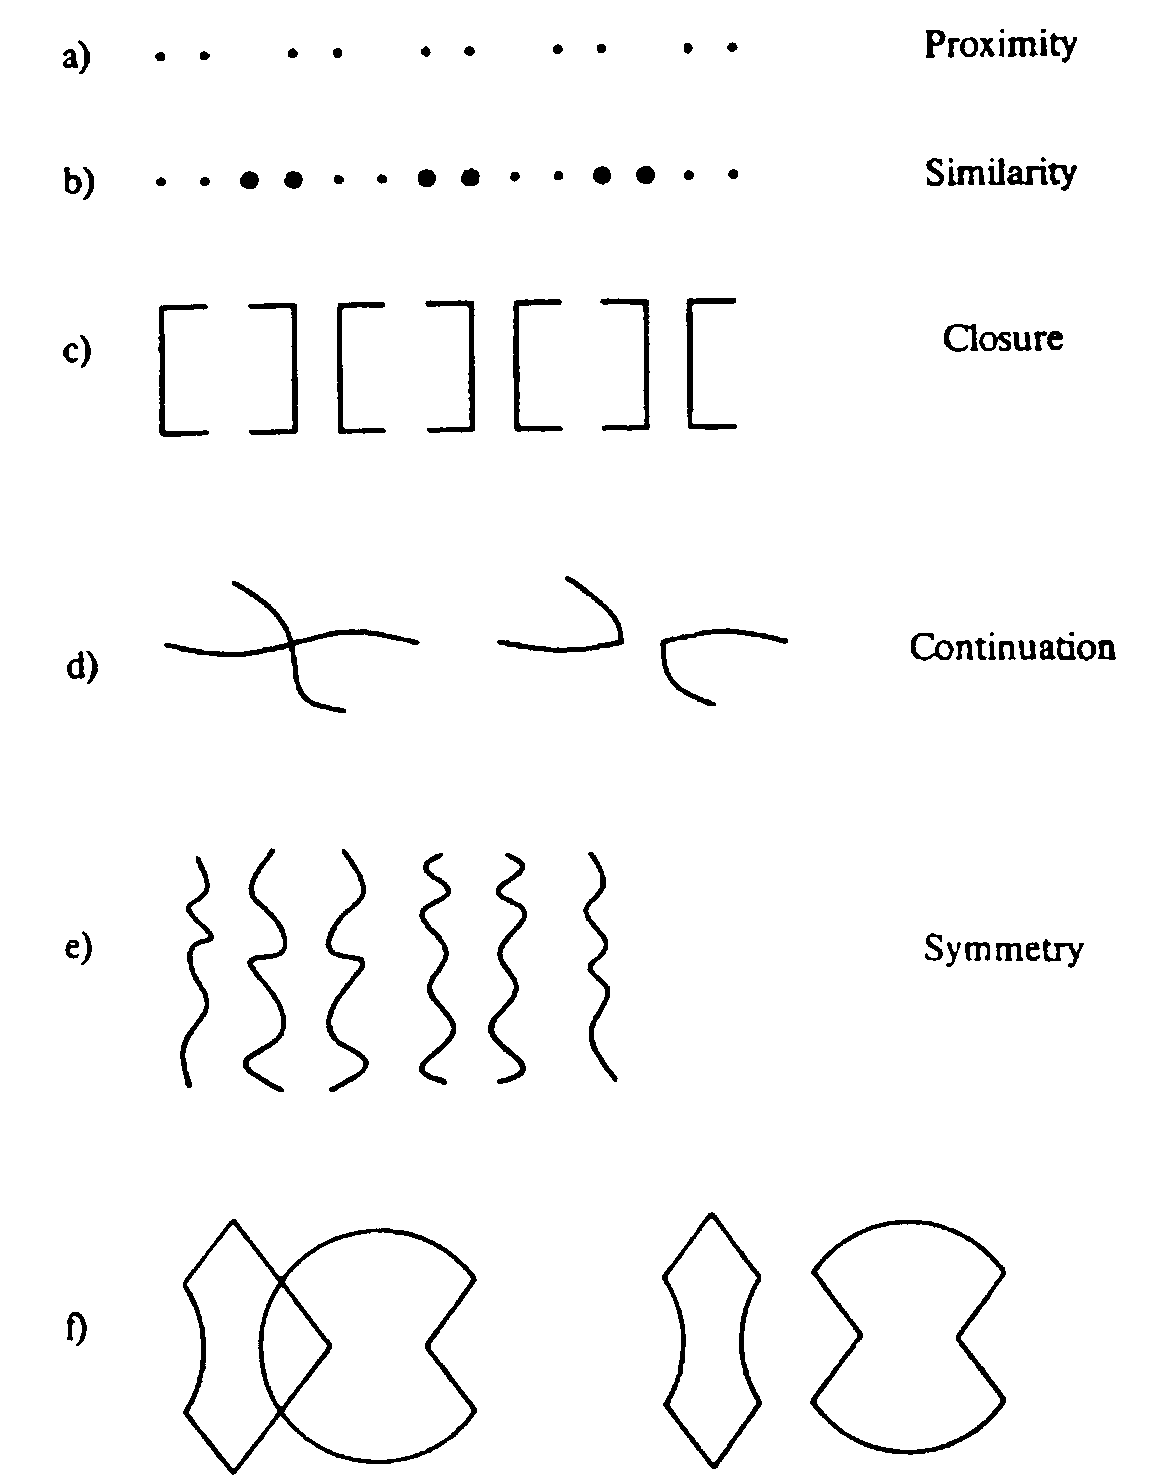 a) Proximity
b) Similarity
c) Closure
d) Continuation
e) Symmetry
f)